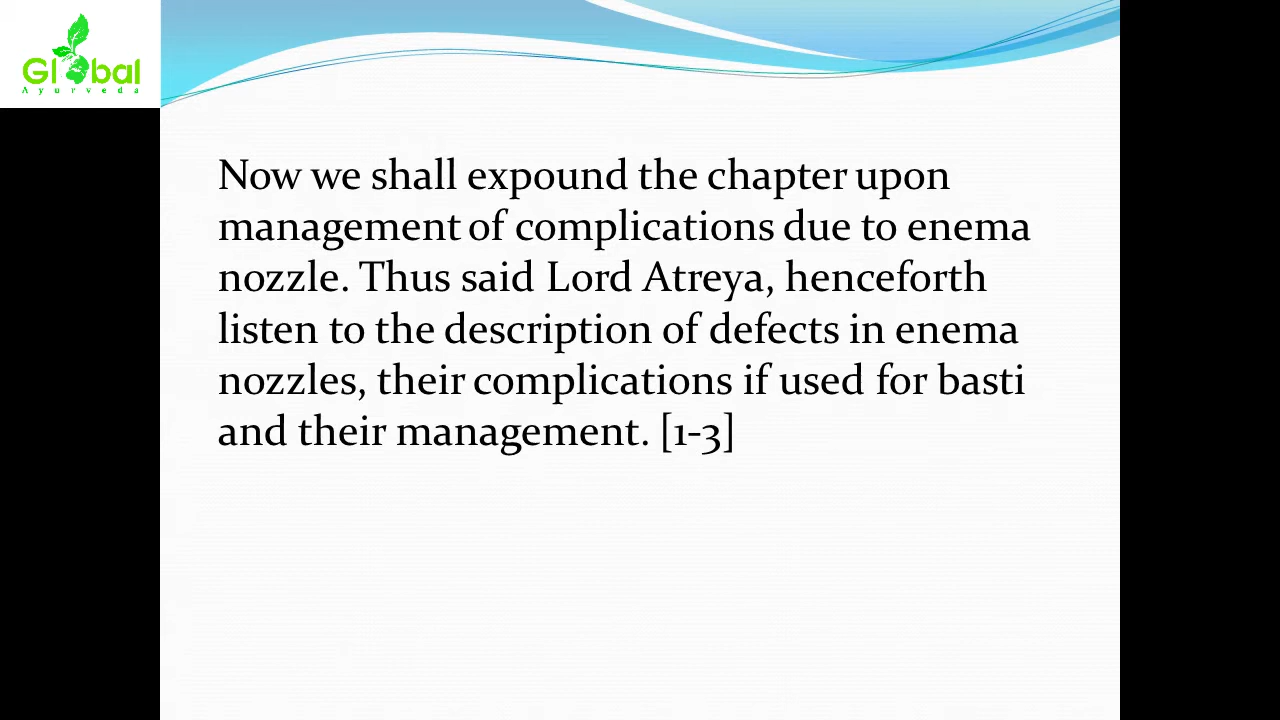 Global
Ayurveda
Now we shall expound the chapter upon
management of complications due to enema
nozzle. Thus said Lord Atreya, henceforth
listen to the description of defects in enema
nozzles, their complications if used for basti
and their management. [1-3]